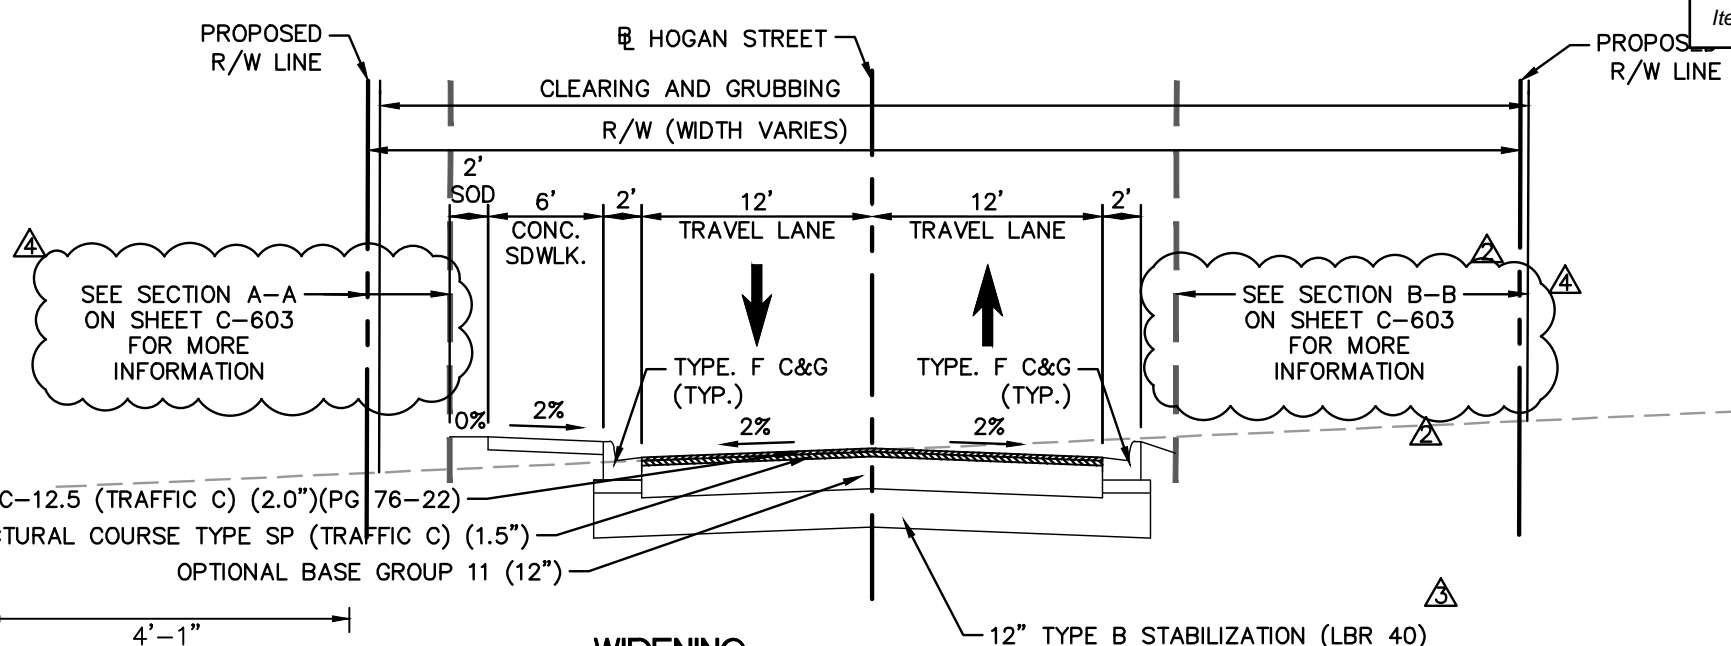 Ite
PROPOSED
R/W LINE
BL HOGAN STREET
PROPOSED
R/W LINE
CLEARING AND GRUBBING
R/W (WIDTH VARIES)
2'
SOD
6'
CONC.
SDWLK.
2'
12'
TRAVEL LANE
12'
TRAVEL LANE
2'
4
SEE SECTION A-A
ON SHEET C-603
FOR MORE
INFORMATION
2
4
SEE SECTION B-B
ON SHEET C-603
FOR MORE
INFORMATION
2
TYPE. F C&G
(TYP.)
TYPE. F C&G
(TYP.)
0%
2%
2%
2%
C-12.5 (TRAFFIC C) (2.0")(PG 76-22)
CTURAL COURSE TYPE SP (TRAFFIC C) (1.5")
OPTIONAL BASE GROUP 11 (12")
3
4'-1"
12" TYPE B STABILIZATION (LBR 40)
WIDENING